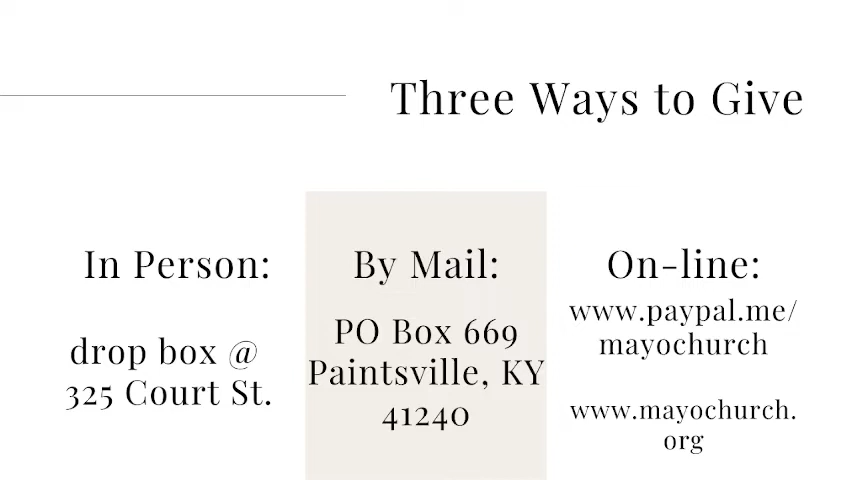 Three Ways to Give
In Person:
drop box @
325 Court St.
By Mail:
PO Box 669
Paintsville, KY
41240
On-line:
www.paypal.me/
mayochurch
www.mayochurch.
org